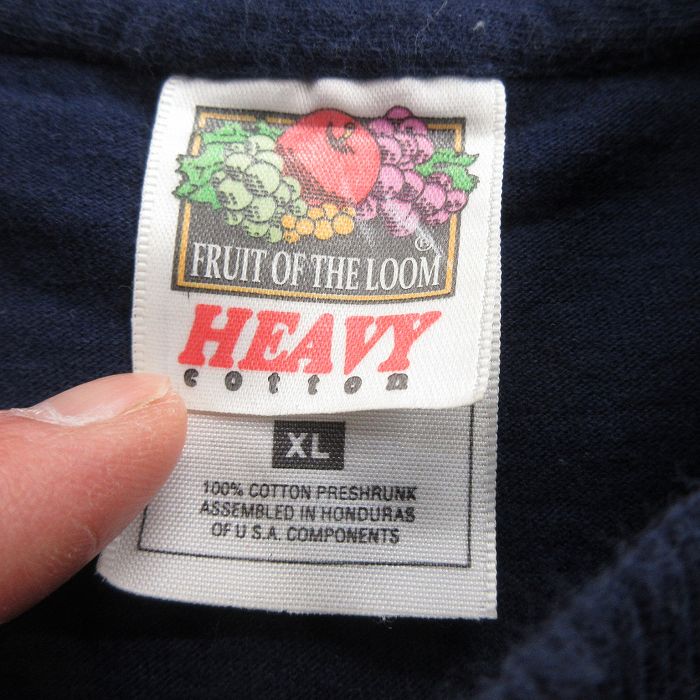 ®
FRUIT OF THE LOOM
HEAVY
cotton
XL
100% COTTON PRESHRUNK
ASSEMBLED IN HONDURAS
OF U.S.A. COMPONENTS